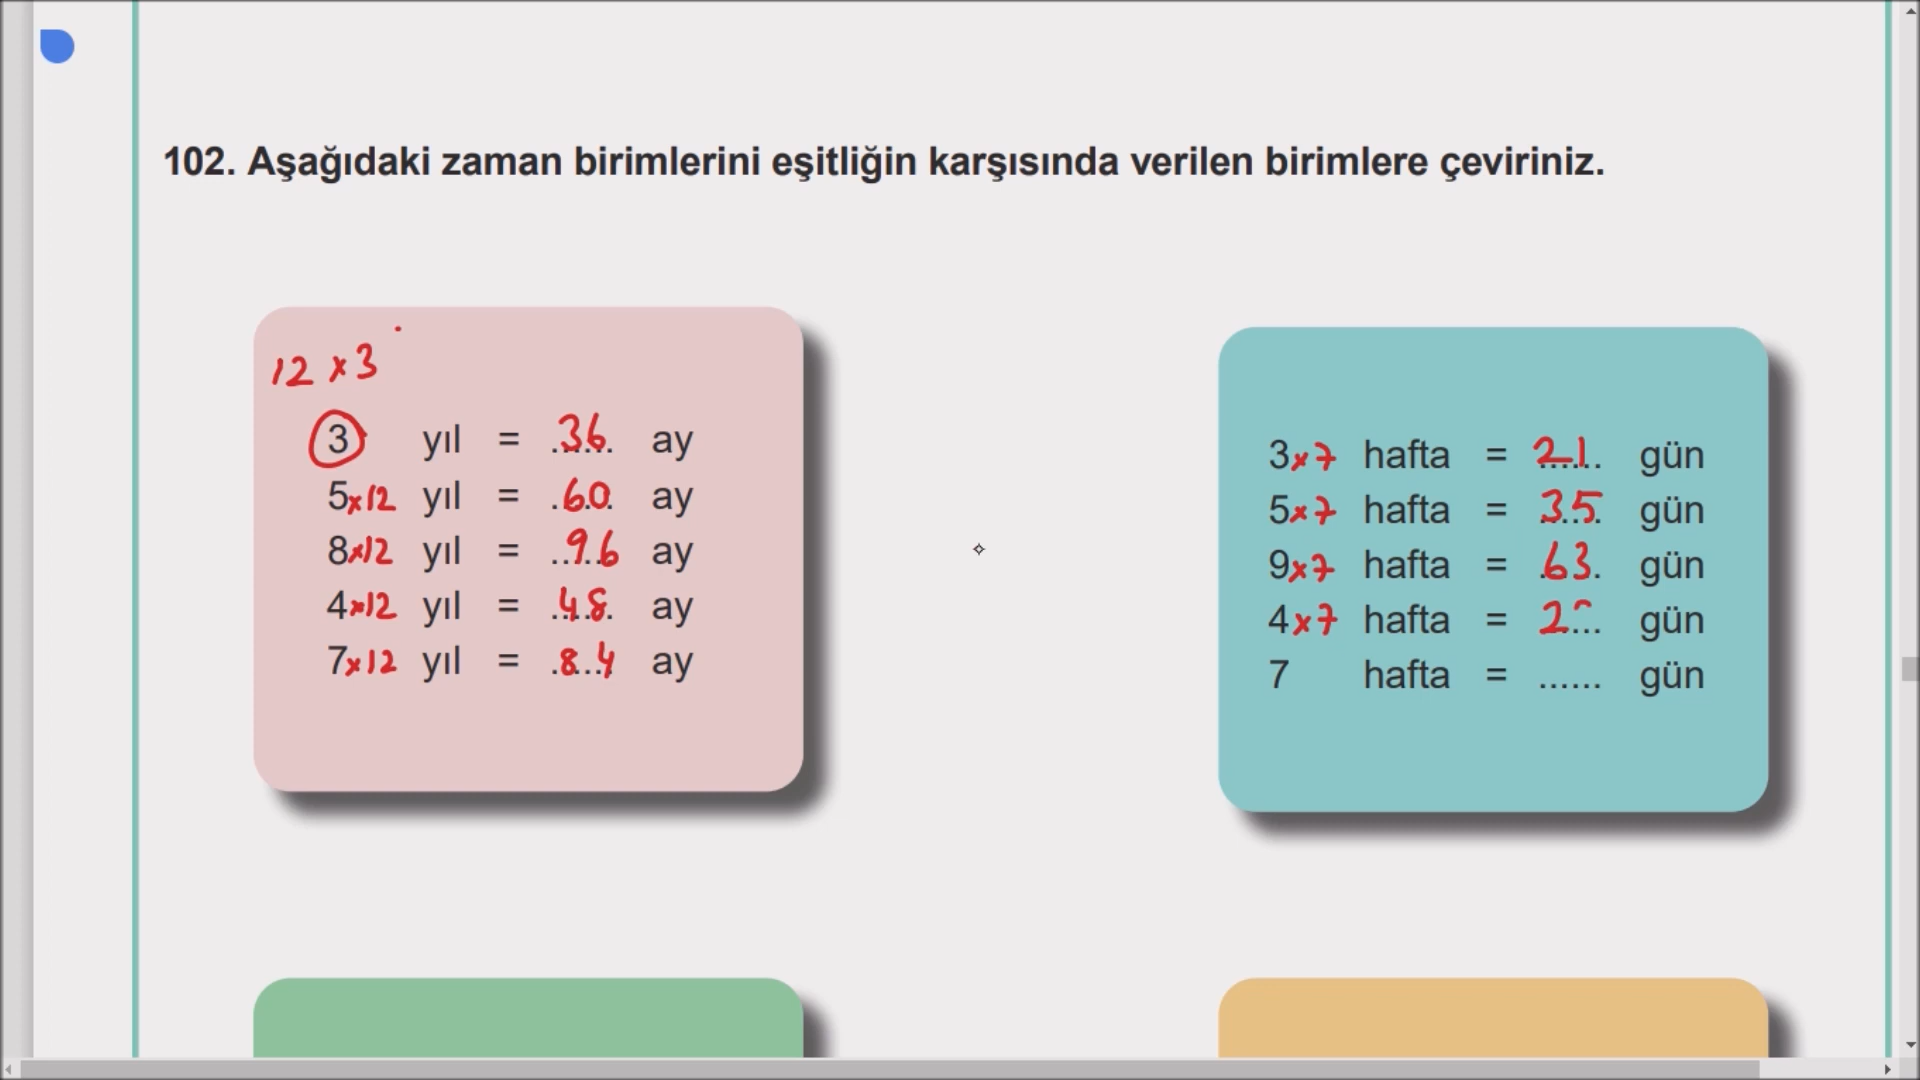 102. Aşağıdaki zaman birimlerini eşitliğin karşısında verilen birimlere çeviriniz.
12 x 3
3 yıl = 36 ay
5x12 yıl = 60 ay
8x12 yıl = 96 ay
4x12 yıl = 48 ay
7x12 yıl = 84 ay
3x7 hafta = 21 gün
5x7 hafta = 35 gün
9x7 hafta = 63 gün
4x7 hafta = 2 gün
7 hafta = ...... gün